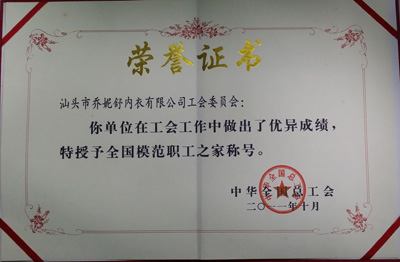 荣誉证书
汕头市乔妮舒内衣有限公司工会委员会：
你单位在工会工作中做出了优异成绩，
特授予全国模范职工之家称号。
中华全国总工会
二〇一一年十月